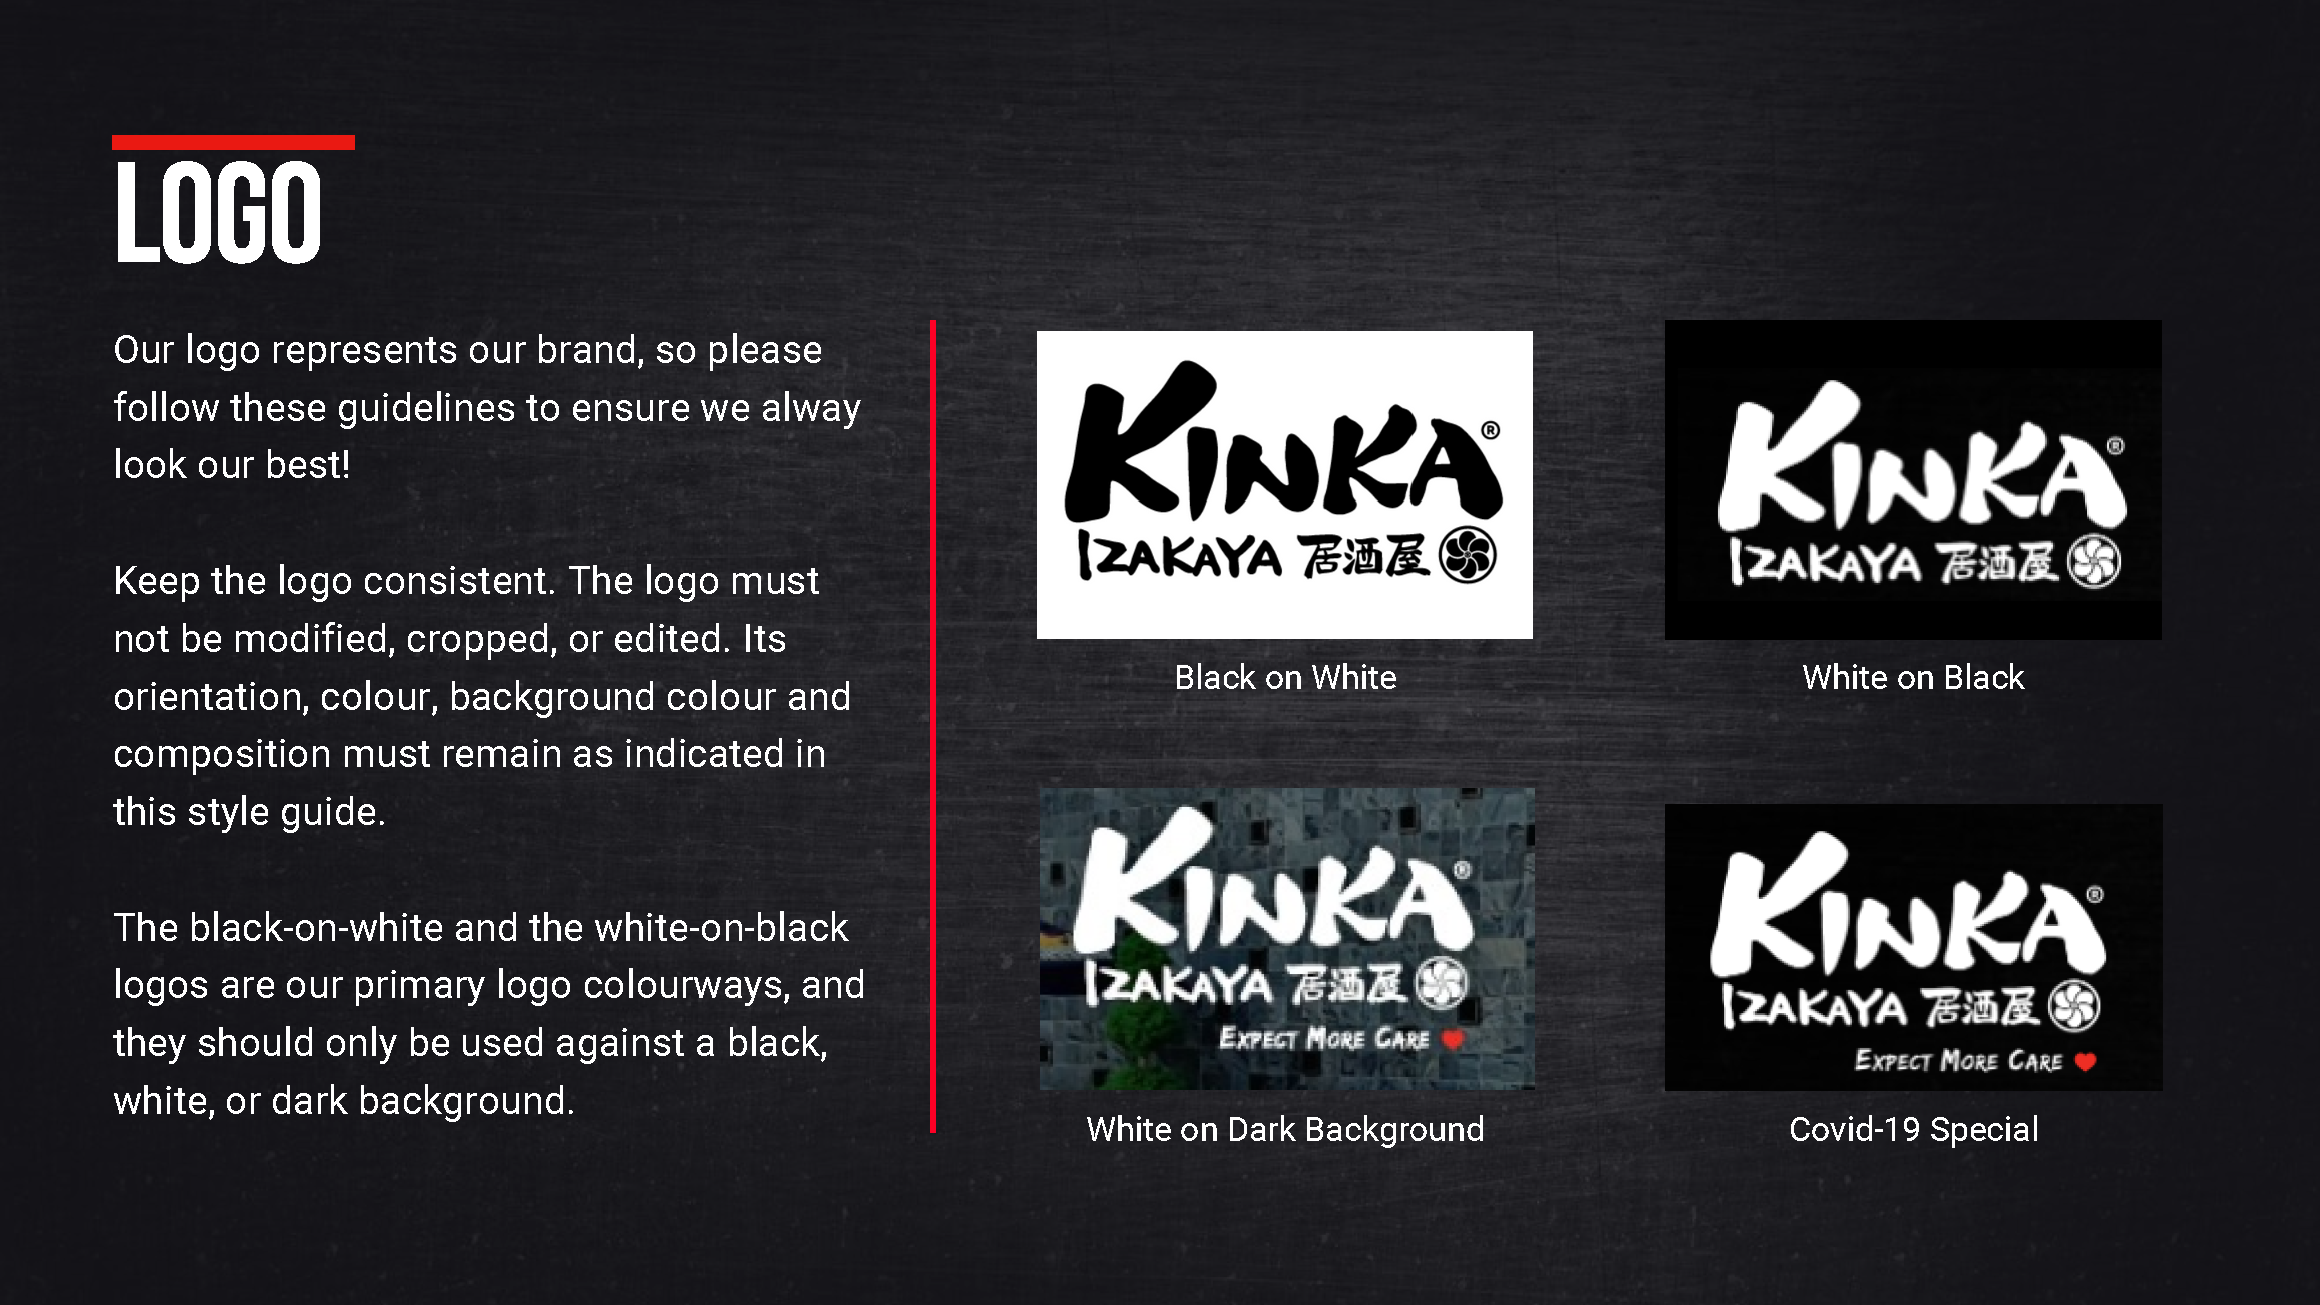 LOGO
Our logo represents our brand, so please
follow these guidelines to ensure we alway
look our best!
Keep the logo consistent. The logo must
not be modified, cropped, or edited. Its
orientation, colour, background colour and
composition must remain as indicated in
this style guide.
The black-on-white and the white-on-black
logos are our primary logo colourways, and
they should only be used against a black,
white, or dark background.
KINKA®
IZAKAYA 居酒屋
Black on White
KINKA®
IZAKAYA 居酒屋
White on Black
KINKA®
IZAKAYA 居酒屋
EXPECT MORE CARE ♥
White on Dark Background
KINKA®
IZAKAYA 居酒屋
EXPECT MORE CARE ♥
Covid-19 Special